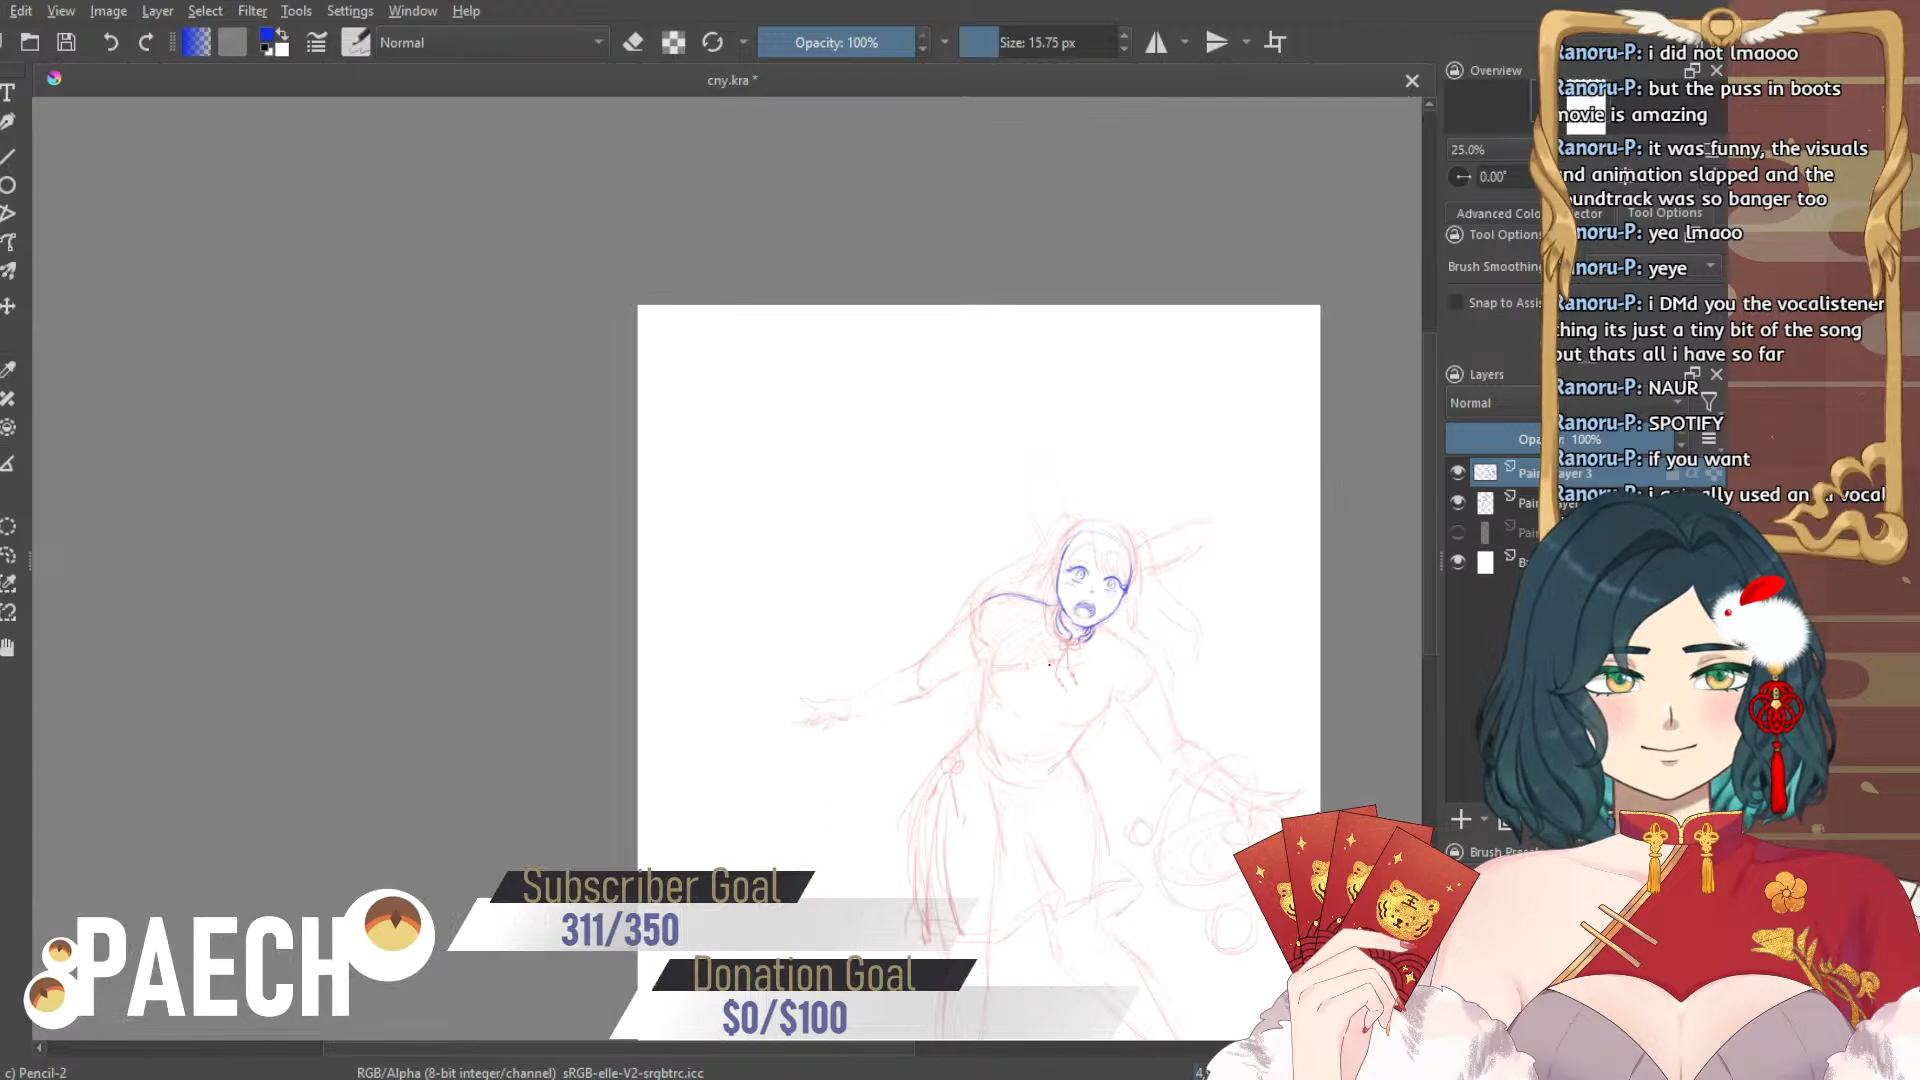 Edit View Image Layer Select Filter Tools Settings Window Help
Normal
Opacity: 100%
Size: 15.75 px
cny.kra *
Overview
25.0%
0.00°
Tool Options
Tool Options
Brush Smoothing
Layers
Normal
100%
Ranoru-P: i did not lmaooo
Ranoru-P: but the puss in boots
movie is amazing
Ranoru-P: it was funny, the visuals
and animation slapped and the
soundtrack was so banger too
Ranoru-P: yea lmaoo
Ranoru-P: yeye
Ranoru-P: i DMd you the vocalistener
thing its just a tiny bit of the song
but thats all i have so far
Ranoru-P: NAUR
Ranoru-P: SPOTIFY
Ranoru-P: if you want
Subscriber Goal
311/350
Donation Goal
$0/$100
PAECH
王
c) Pencil-2
RGB/Alpha (8-bit integer/channel) sRGB-elle-V2-srgbtrc.icc